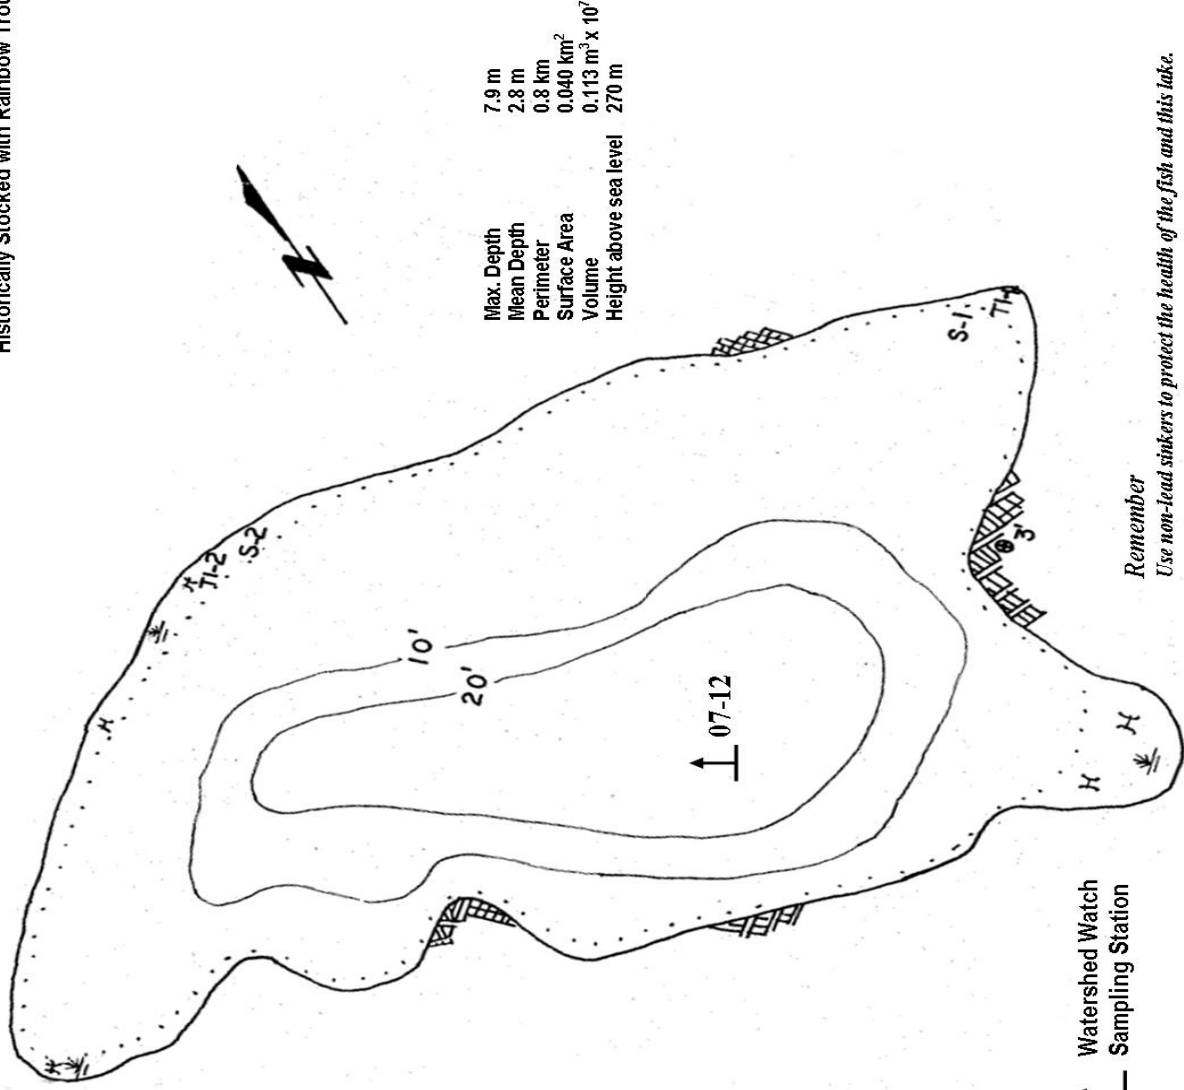 Historically Stocked with Rainbow Trou
N
Max. Depth 7.9 m
Mean Depth 2.8 m
Perimeter 0.8 km
Surface Area 0.040 km²
Volume 0.113 m³ x 10⁷
Height above sea level 270 m
H
T1-2
S-2
H
10'
20'
07-12
S-1
T1-1
3'
H
H
H
Remember
Use non-lead sinkers to protect the health of the fish and this lake.
Watershed Watch
Sampling Station